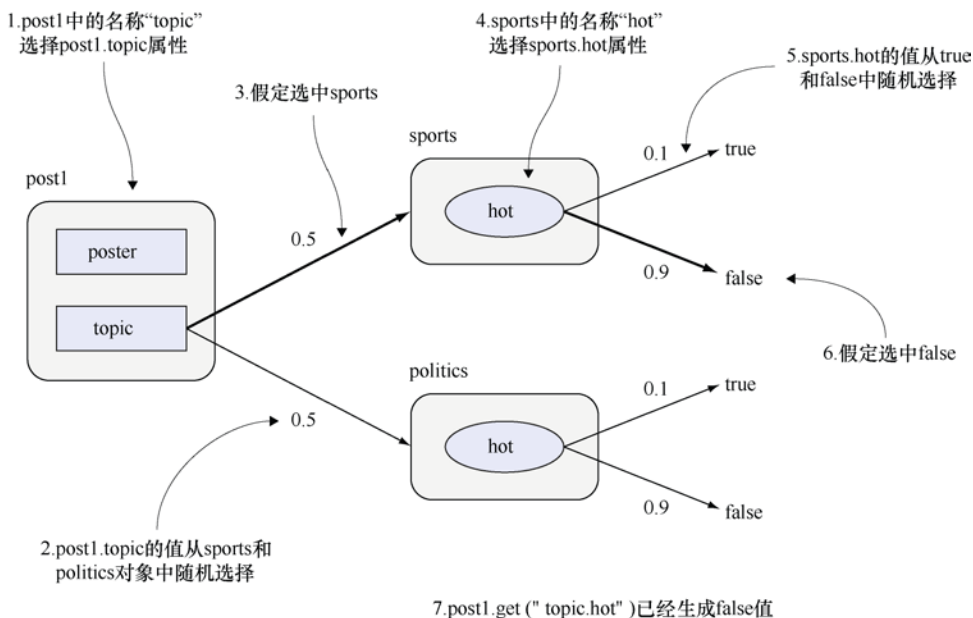 1.post1中的名称“topic”
选择post1.topic属性
4.sports中的名称“hot”
选择sports.hot属性
5.sports.hot的值从true
和false中随机选择
3.假定选中sports
sports
0.1
true
post1
hot
poster
0.5
0.9
false
topic
6.假定选中false
politics
0.1
true
0.5
hot
0.9
false
2.post1.topic的值从sports和
politics对象中随机选择
7.post1.get (" topic.hot" )已经生成false值